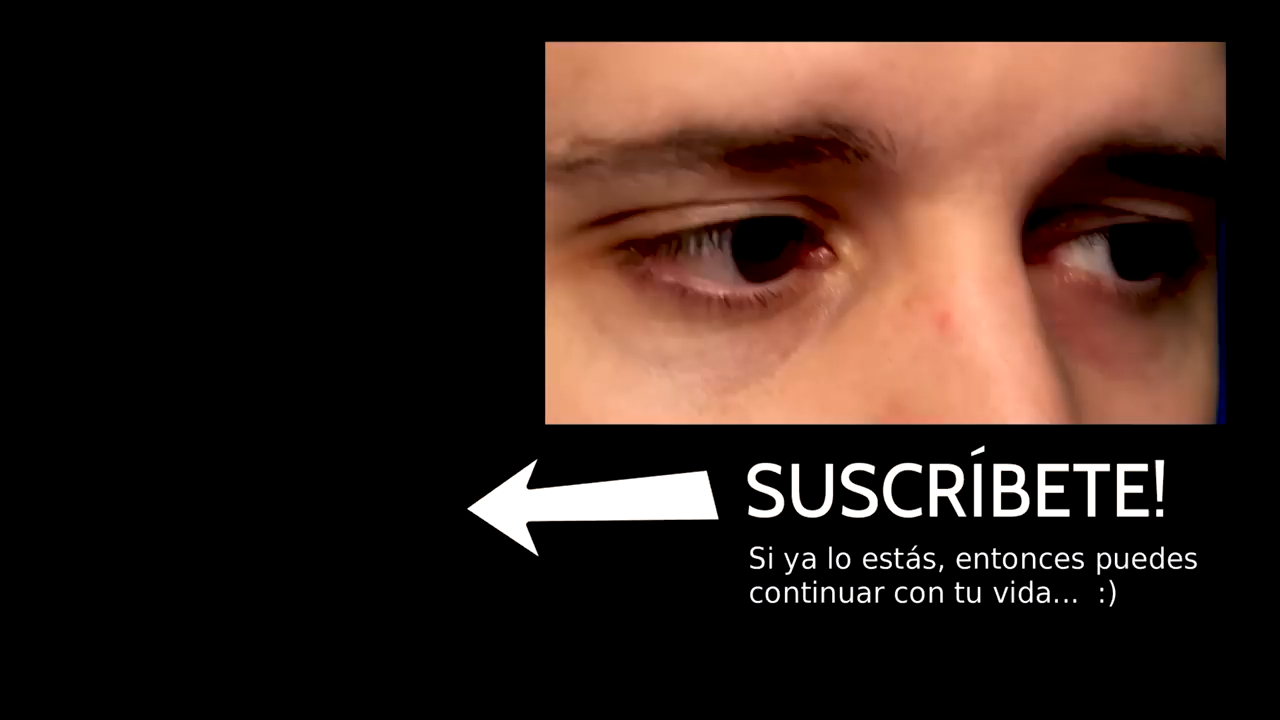 SUSCRÍBETE!
Si ya lo estás, entonces puedes
continuar con tu vida... :)